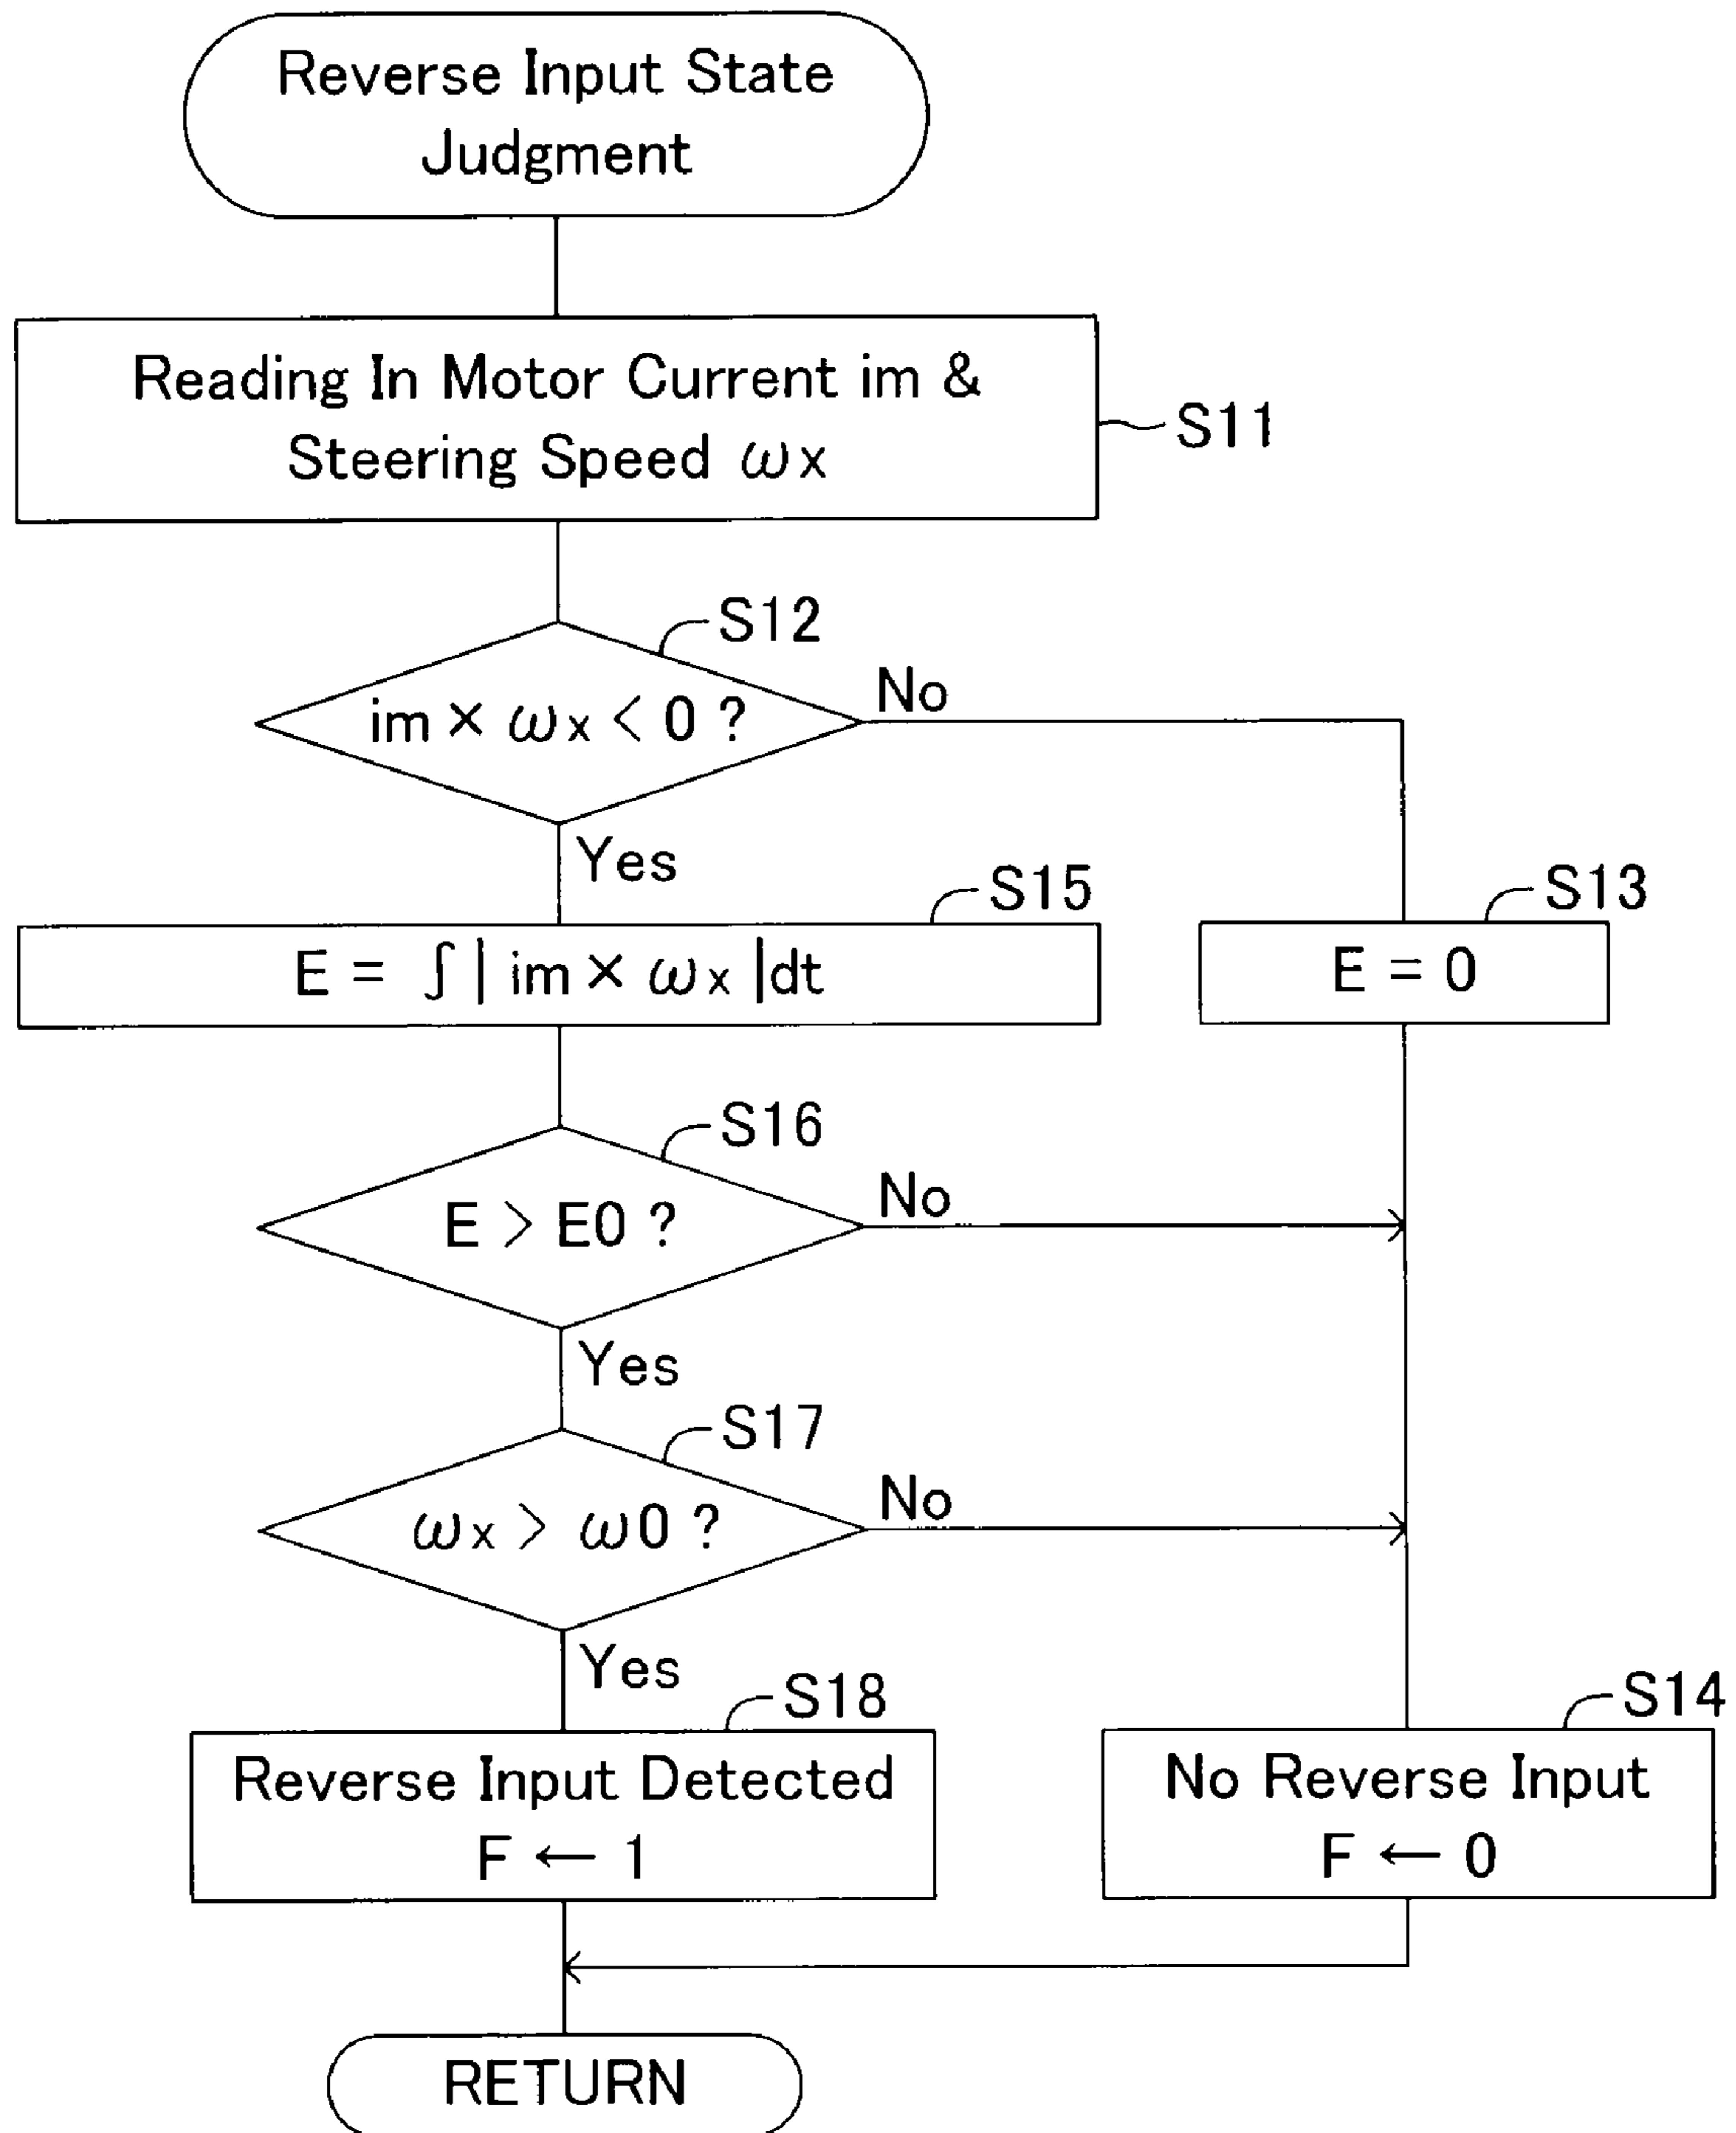 Reverse Input State
Judgment
Reading In Motor Current im &
Steering Speed ωx
S11
S12
im × ωx < 0 ?
No
Yes
S15
S13
E = ∫| im × ωx |dt
E = 0
S16
E > E0 ?
No
Yes
S17
ωx > ω0 ?
No
Yes
S18
S14
Reverse Input Detected
F ← 1
No Reverse Input
F ← 0
RETURN